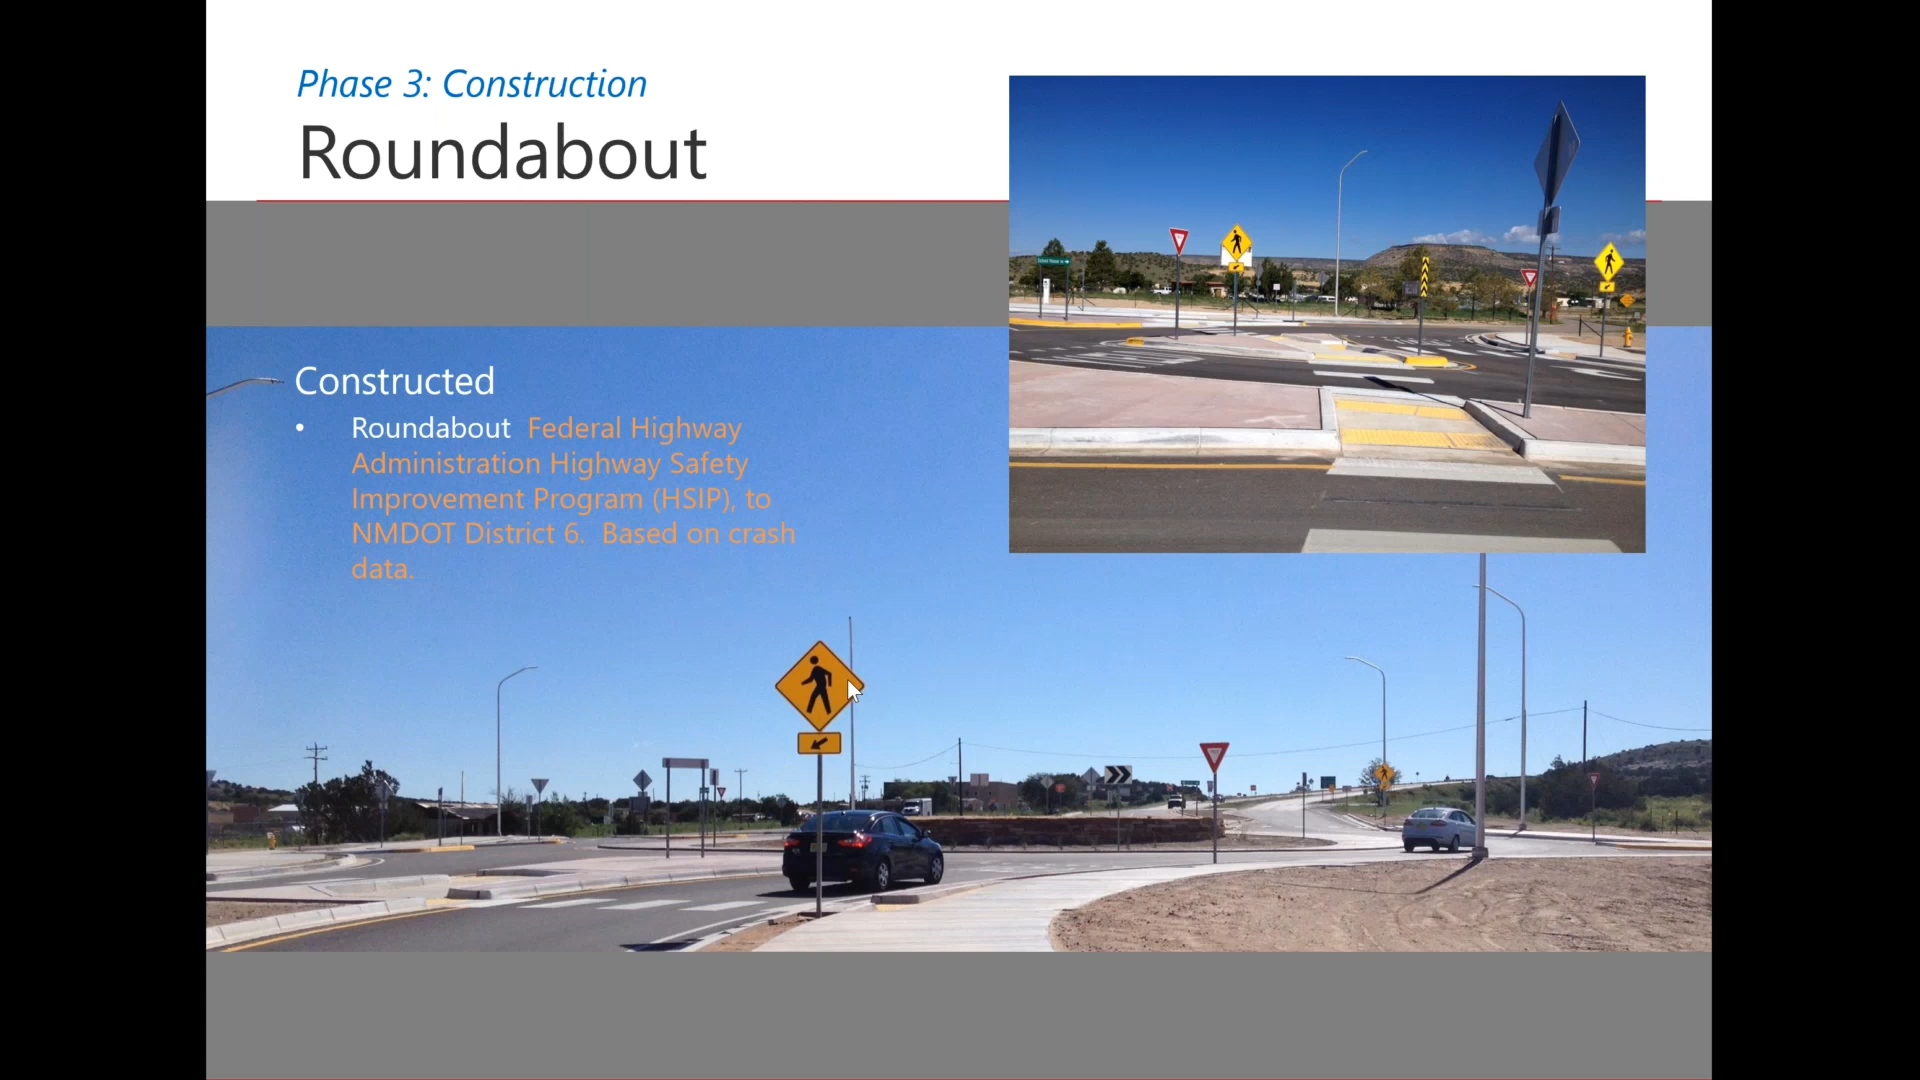 Phase 3: Construction
Roundabout
Constructed
• Roundabout  Federal Highway
Administration Highway Safety
Improvement Program (HSIP), to
NMDOT District 6.  Based on crash
data.